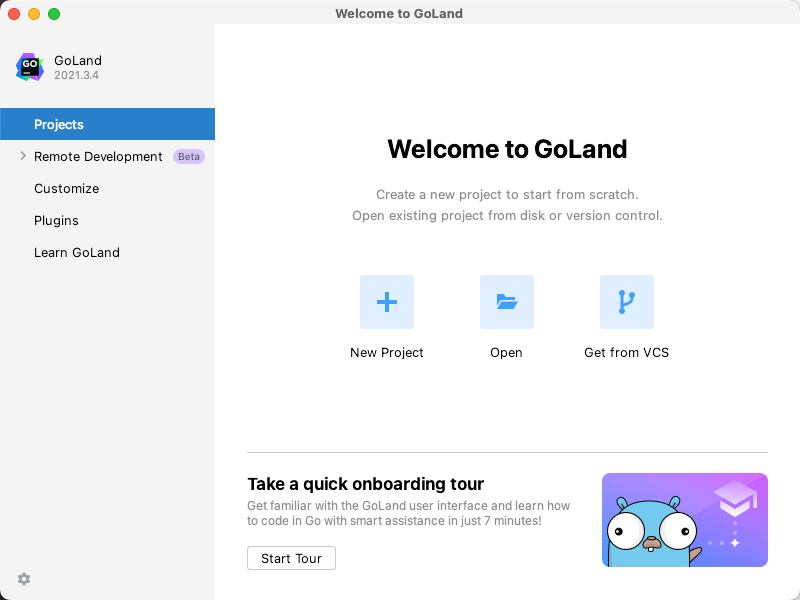 Welcome to GoLand
GO
GoLand
2021.3.4
Projects
Remote Development Beta
Customize
Plugins
Learn GoLand
Welcome to GoLand
Create a new project to start from scratch.
Open existing project from disk or version control.
New Project
Open
Get from VCS
Take a quick onboarding tour
Get familiar with the GoLand user interface and learn how
to code in Go with smart assistance in just 7 minutes!
Start Tour